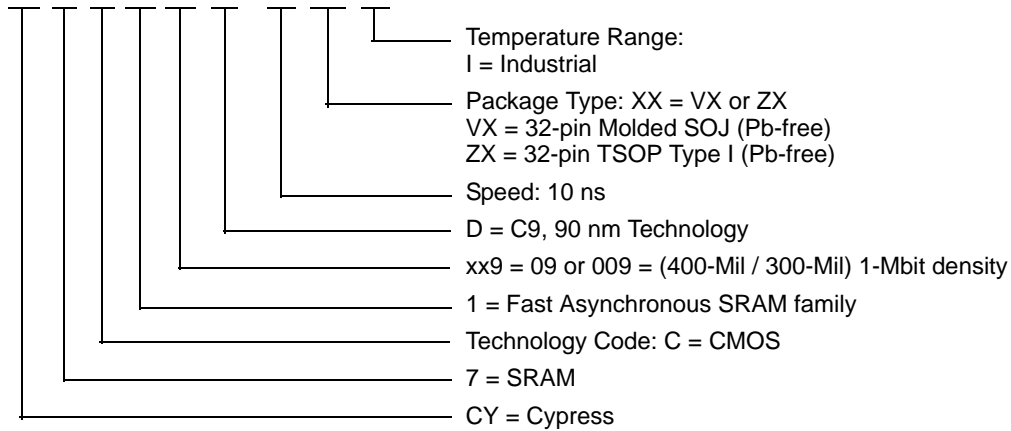 Temperature Range:
I = Industrial
Package Type: XX = VX or ZX
VX = 32-pin Molded SOJ (Pb-free)
ZX = 32-pin TSOP Type I (Pb-free)
Speed: 10 ns
D = C9, 90 nm Technology
xx9 = 09 or 009 = (400-Mil / 300-Mil) 1-Mbit density
1 = Fast Asynchronous SRAM family
Technology Code: C = CMOS
7 = SRAM
CY = Cypress